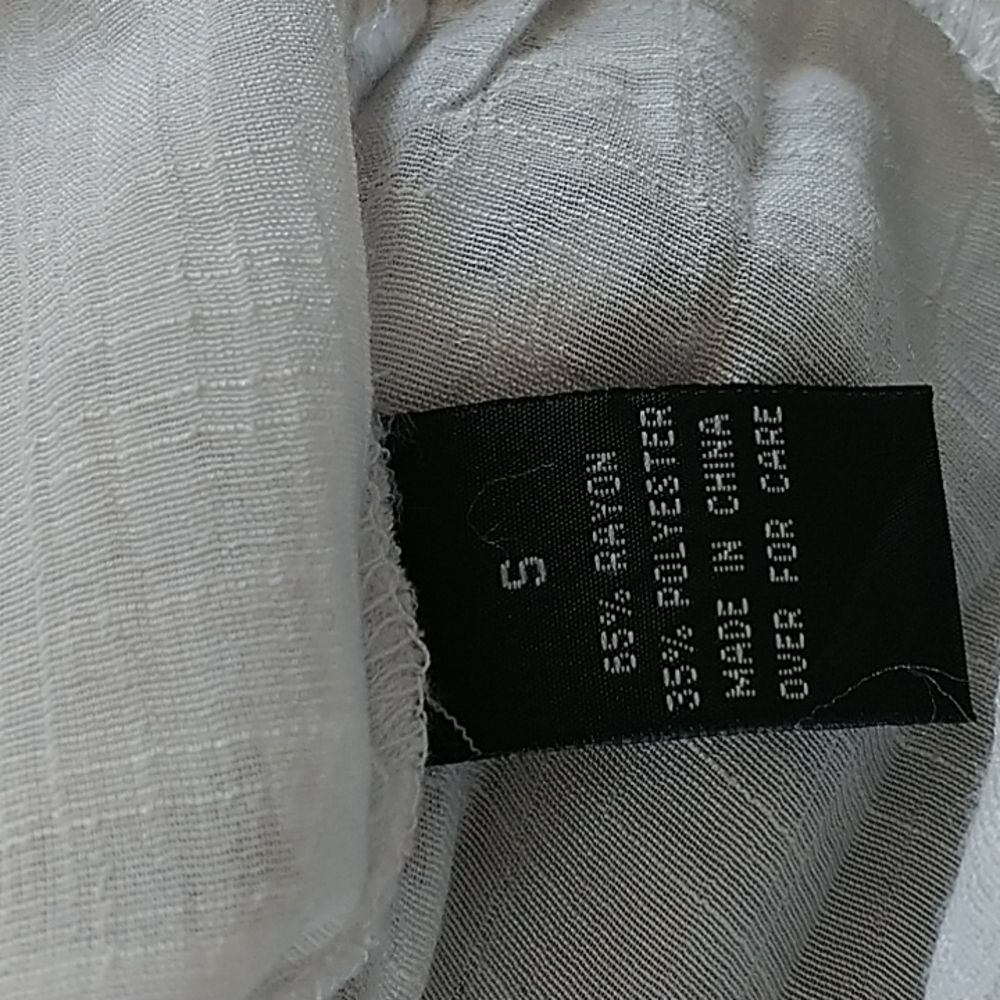 S
65% RAYON
35% POLYESTER
MADE IN CHINA
OVER FOR CARE